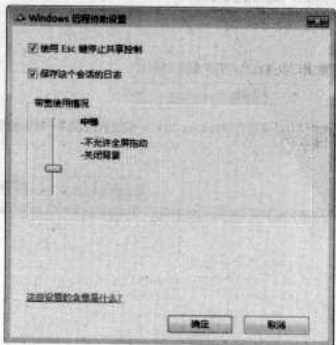 Windows 远程协助设置
使用 Esc 键停止共享控制
保存这个会话的日志
带宽使用情况
中等
-不允许全屏拖动
-关闭背景
这些设置的含意是什么?
确定
取消